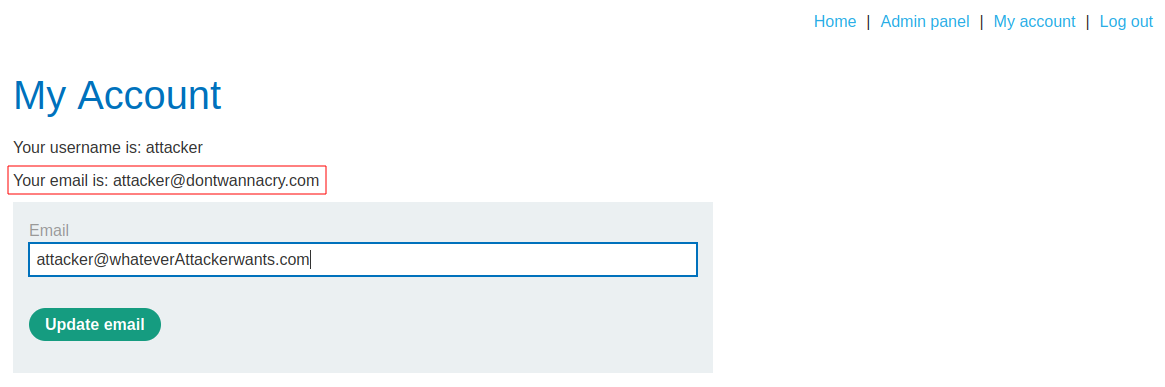 Home | Admin panel | My account | Log out
My Account
Your username is: attacker
Your email is: attacker@dontwannacry.com
Email
attacker@whateverAttackerwants.com
Update email